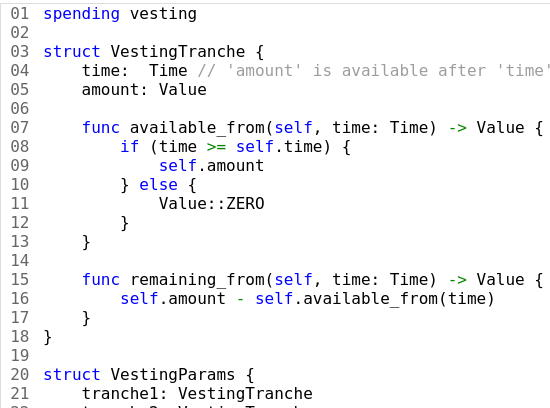 01 spending vesting
02
03 struct VestingTranche {
04     time:  Time // 'amount' is available after 'time'
05     amount: Value
06
07     func available_from(self, time: Time) -> Value {
08         if (time >= self.time) {
09             self.amount
10         } else {
11             Value::ZERO
12         }
13     }
14
15     func remaining_from(self, time: Time) -> Value {
16         self.amount - self.available_from(time)
17     }
18 }
19
20 struct VestingParams {
21     tranche1: VestingTranche